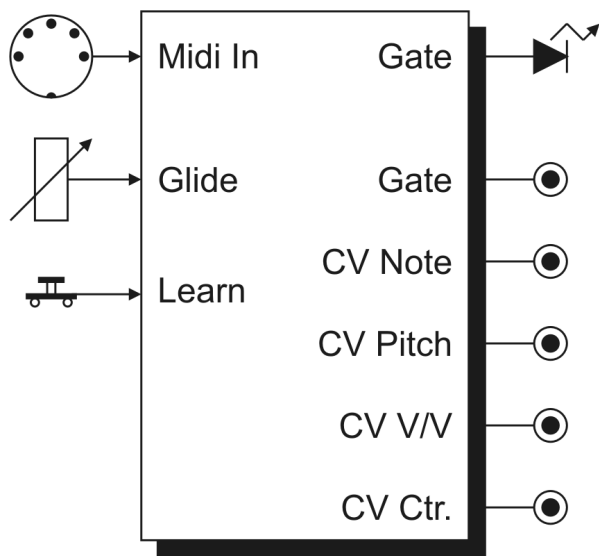 Midi In
Gate
Glide
Gate
CV Note
Learn
CV Pitch
CV V/V
CV Ctr.